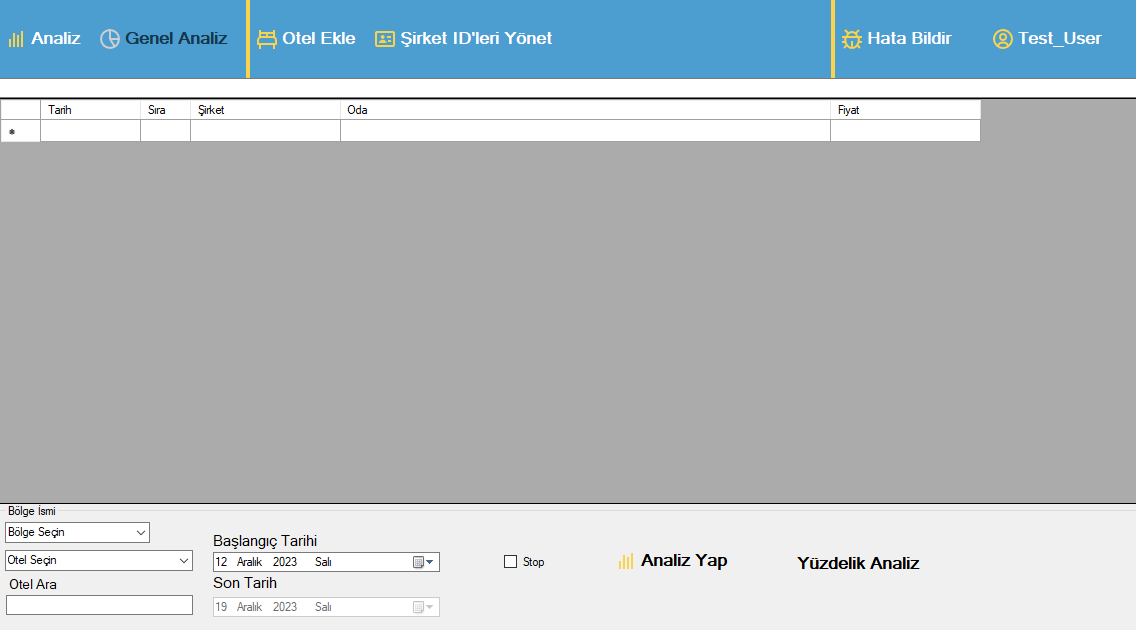 Analiz Genel Analiz Otel Ekle Şirket ID'leri Yönet Hata Bildir Test_User
Tarih Sıra Şirket Oda Fiyat
Bölge İsmi
Bölge Seçin
Otel Seçin
Otel Ara
Başlangıç Tarihi
12 Aralık 2023 Salı
Son Tarih
19 Aralık 2023 Salı
Stop
Analiz Yap
Yüzdelik Analiz